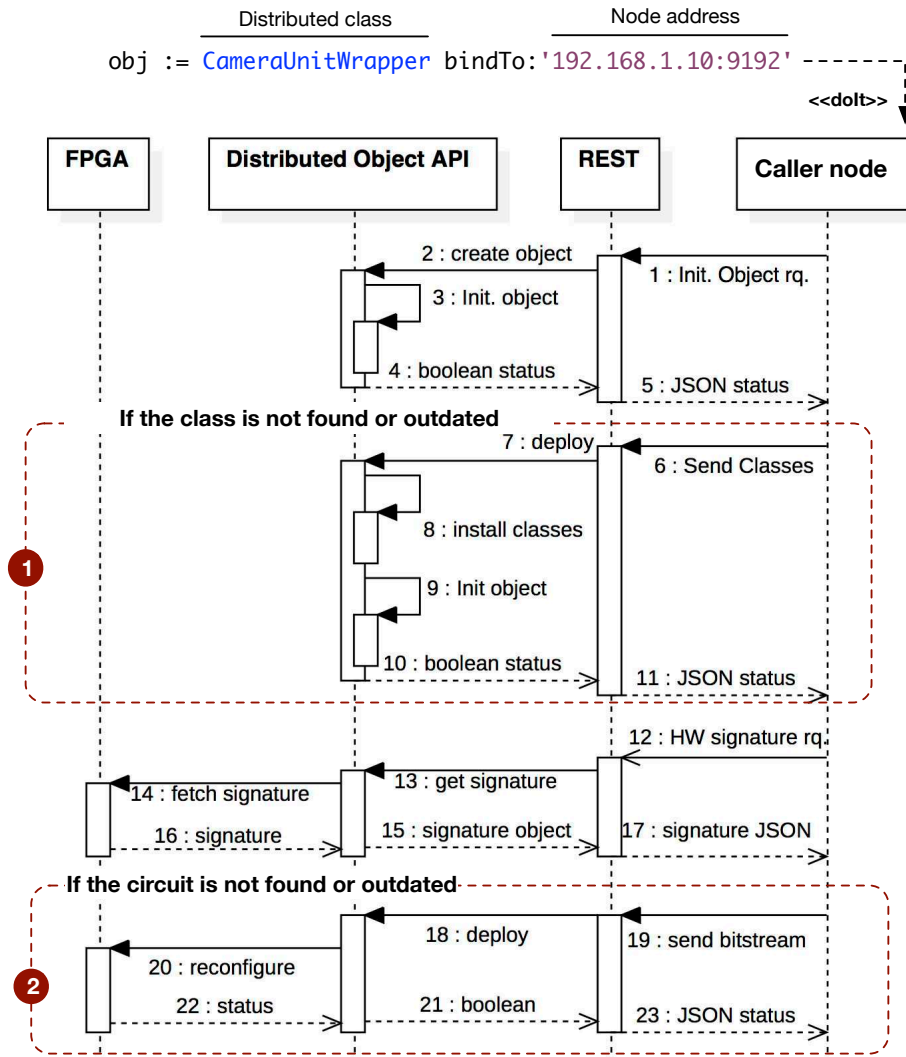 Distributed class
Node address
obj := CameraUnitWrapper bindTo:'192.168.1.10:9192'
<<doIt>>
FPGA
Distributed Object API
REST
Caller node
2 : create object
1 : Init. Object rq.
3 : Init. object
4 : boolean status
5 : JSON status
If the class is not found or outdated
7 : deploy
6 : Send Classes
8 : install classes
1
9 : Init object
10 : boolean status
11 : JSON status
12 : HW signature rq.
13 : get signature
14 : fetch signature
15 : signature object
17 : signature JSON
16 : signature
If the circuit is not found or outdated
18 : deploy
19 : send bitstream
20 : reconfigure
2
22 : status
21 : boolean
23 : JSON status